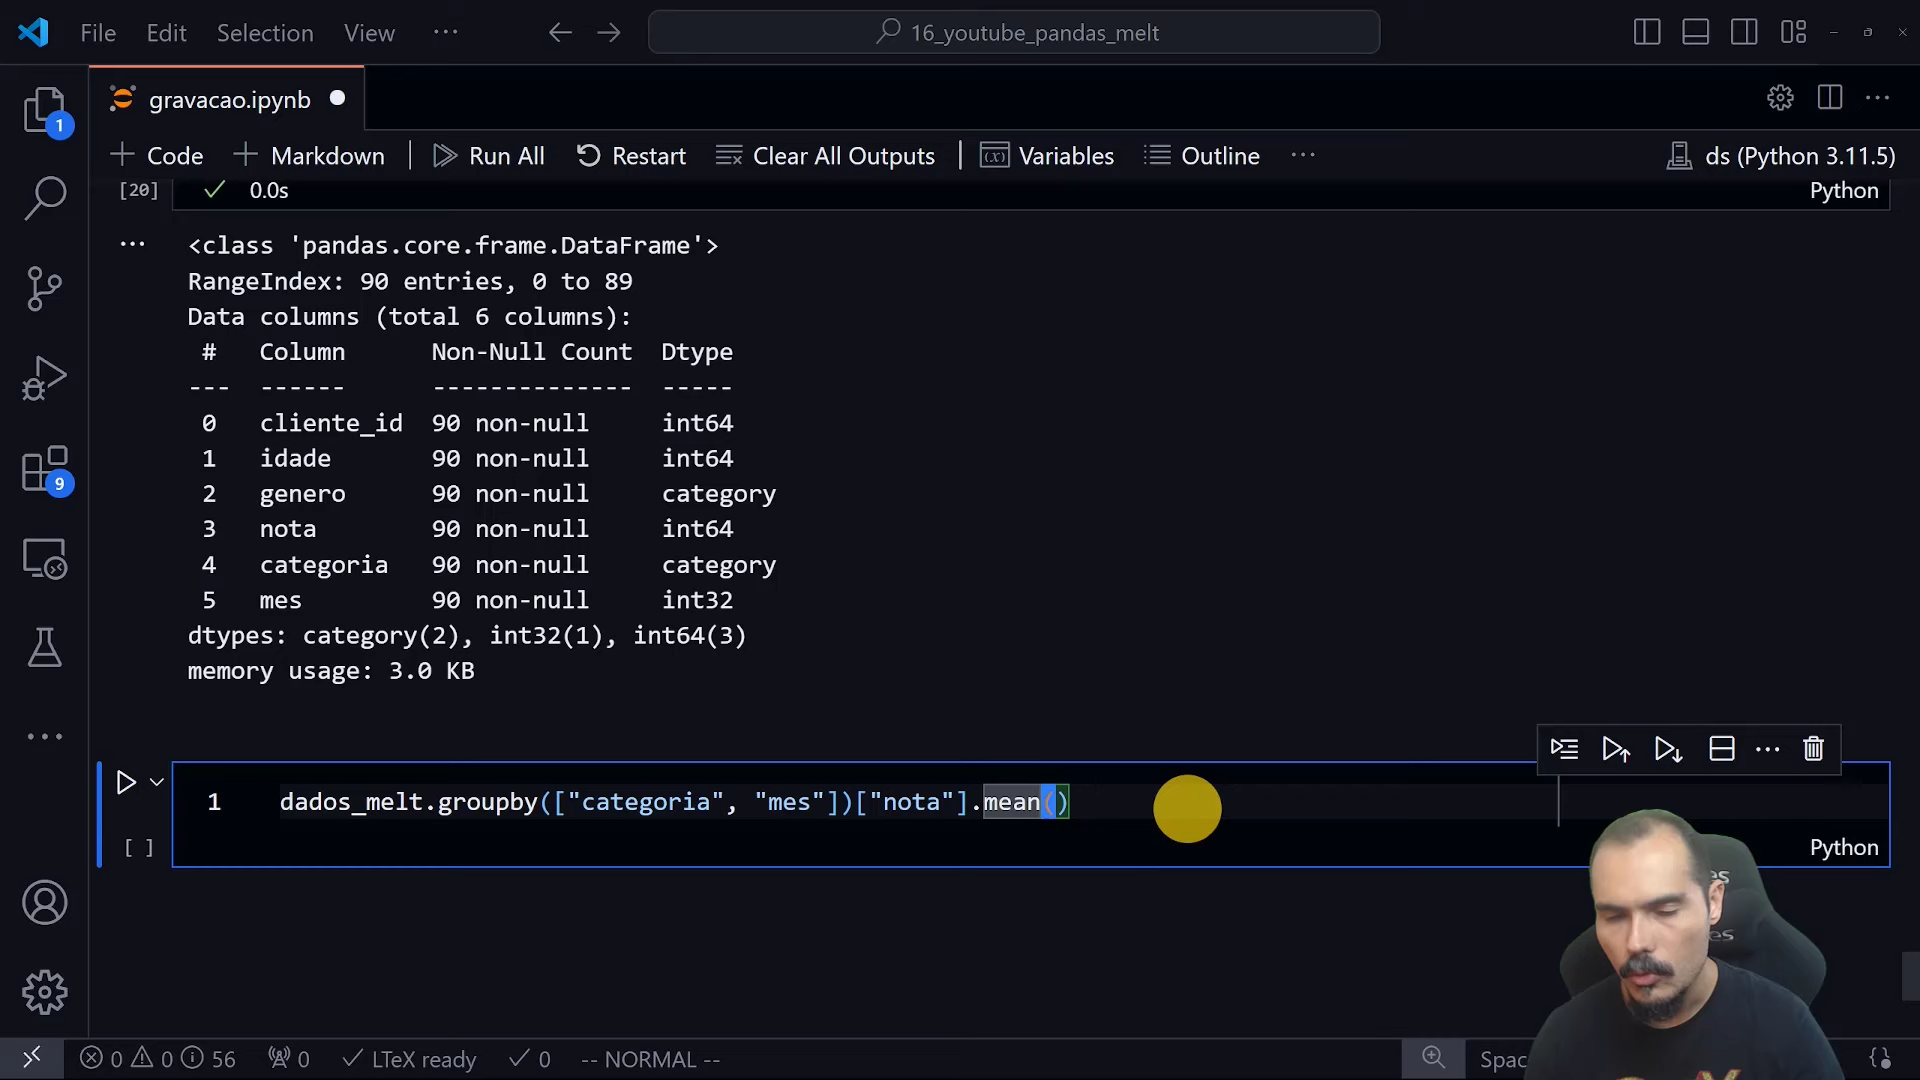 File Edit Selection View ··· 16_youtube_pandas_melt
1 gravacao.ipynb
Code Markdown Run All Restart Clear All Outputs Variables Outline ··· ds (Python 3.11.5)
[20] 0.0s Python
<class 'pandas.core.frame.DataFrame'>
RangeIndex: 90 entries, 0 to 89
Data columns (total 6 columns):
# Column Non-Null Count Dtype
--- ------ -------------- -----
0 cliente_id 90 non-null int64
1 idade 90 non-null int64
2 genero 90 non-null category
3 nota 90 non-null int64
4 categoria 90 non-null category
5 mes 90 non-null int32
dtypes: category(2), int32(1), int64(3)
memory usage: 3.0 KB
9
1 dados_melt.groupby(["categoria", "mes"])["nota"].mean()
[ ] Python
0 0 56 0 LTeX ready 0 -- NORMAL -- Spac